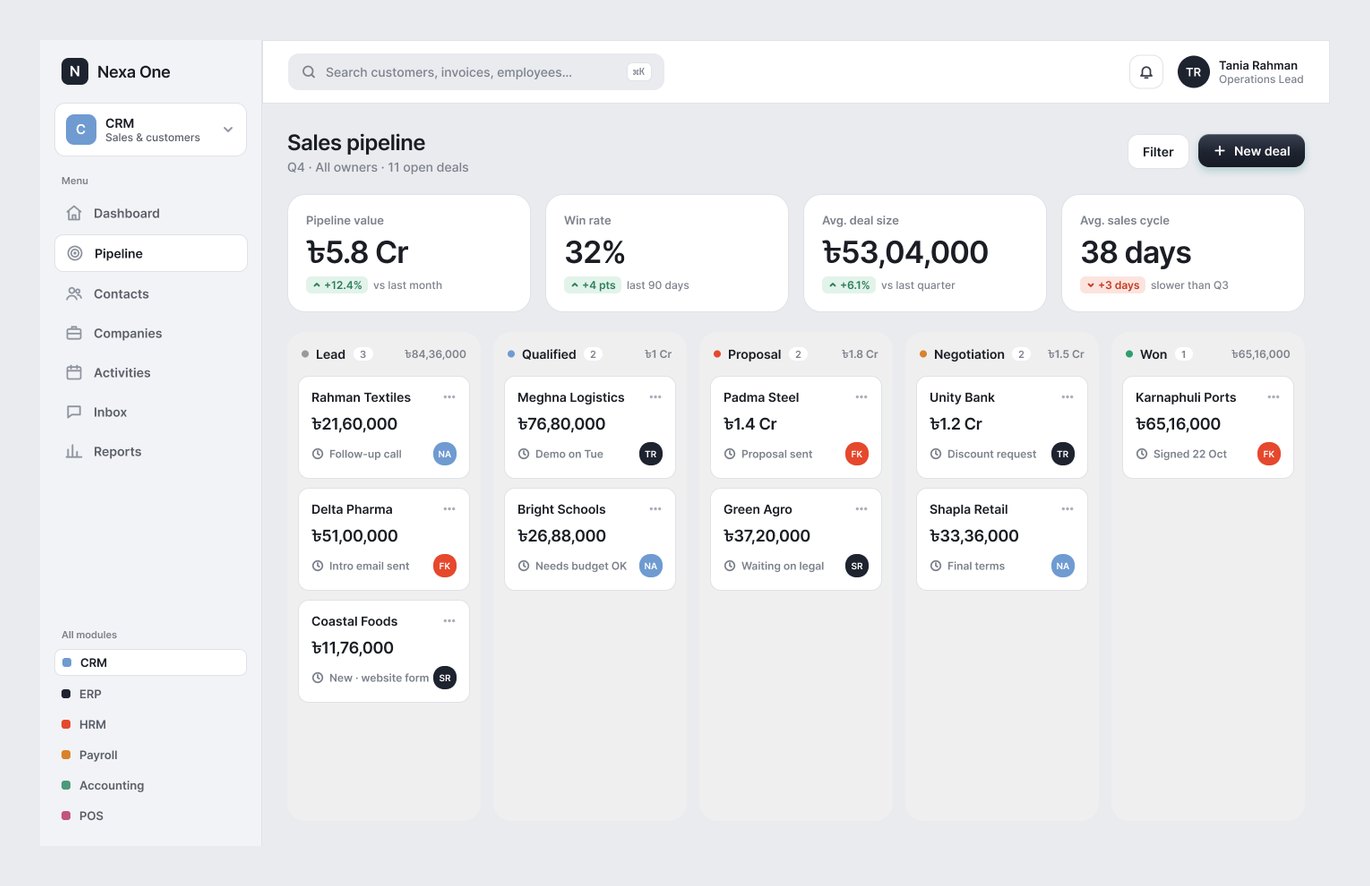 N Nexa One
Search customers, invoices, employees... ⌘K
TR Tania Rahman
Operations Lead
C CRM
Sales & customers
Menu
Dashboard
Pipeline
Contacts
Companies
Activities
Inbox
Reports
All modules
CRM
ERP
HRM
Payroll
Accounting
POS
Sales pipeline
Q4 · All owners · 11 open deals
Filter
+ New deal
Pipeline value
৳5.8 Cr
+12.4% vs last month
Win rate
32%
+4 pts last 90 days
Avg. deal size
৳53,04,000
+6.1% vs last quarter
Avg. sales cycle
38 days
+3 days slower than Q3
Lead 3 ৳84,36,000
Rahman Textiles
৳21,60,000
Follow-up call NA
Delta Pharma
৳51,00,000
Intro email sent FK
Coastal Foods
৳11,76,000
New · website form SR
Qualified 2 ৳1 Cr
Meghna Logistics
৳76,80,000
Demo on Tue TR
Bright Schools
৳26,88,000
Needs budget OK NA
Proposal 2 ৳1.8 Cr
Padma Steel
৳1.4 Cr
Proposal sent FK
Green Agro
৳37,20,000
Waiting on legal SR
Negotiation 2 ৳1.5 Cr
Unity Bank
৳1.2 Cr
Discount request TR
Shapla Retail
৳33,36,000
Final terms NA
Won 1 ৳65,16,000
Karnaphuli Ports
৳65,16,000
Signed 22 Oct FK